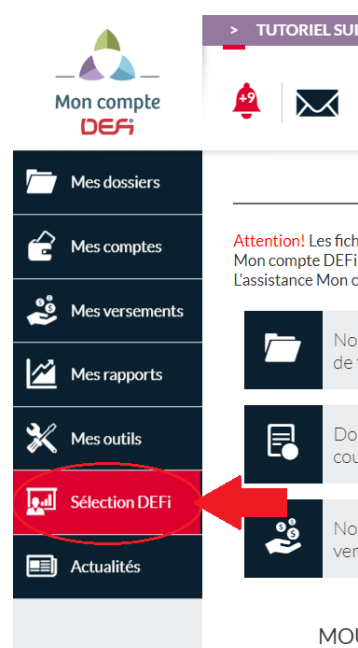 > TUTORIEL SUI
Mon compte
DEFi
+9
Mes dossiers
Mes comptes
Mes versements
Mes rapports
Mes outils
Sélection DEFi
Actualités
Attention! Les fich
Mon compte DEFi
L'assistance Mon c
No
de
Do
cou
No
ver
MOU